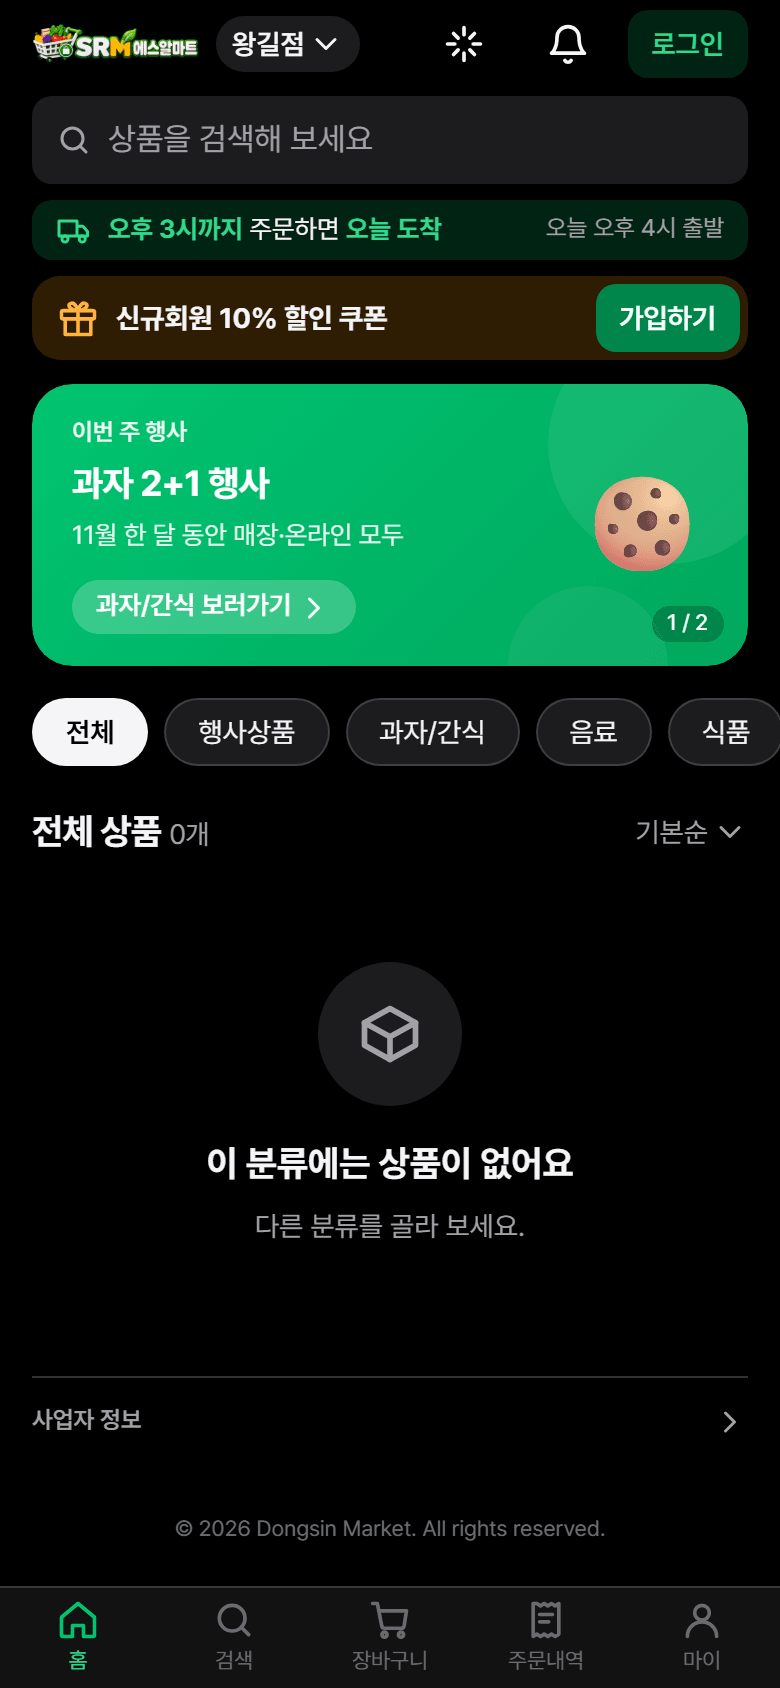 SRM에스알마트
왕길점
로그인
상품을 검색해 보세요
오후 3시까지 주문하면 오늘 도착
오늘 오후 4시 출발
신규회원 10% 할인 쿠폰
가입하기
이번 주 행사
과자 2+1 행사
11월 한 달 동안 매장·온라인 모두
과자/간식 보러가기
1 / 2
전체
행사상품
과자/간식
음료
식품
전체 상품 0개
기본순
이 분류에는 상품이 없어요
다른 분류를 골라 보세요.
사업자 정보
© 2026 Dongsin Market. All rights reserved.
홈
검색
장바구니
주문내역
마이